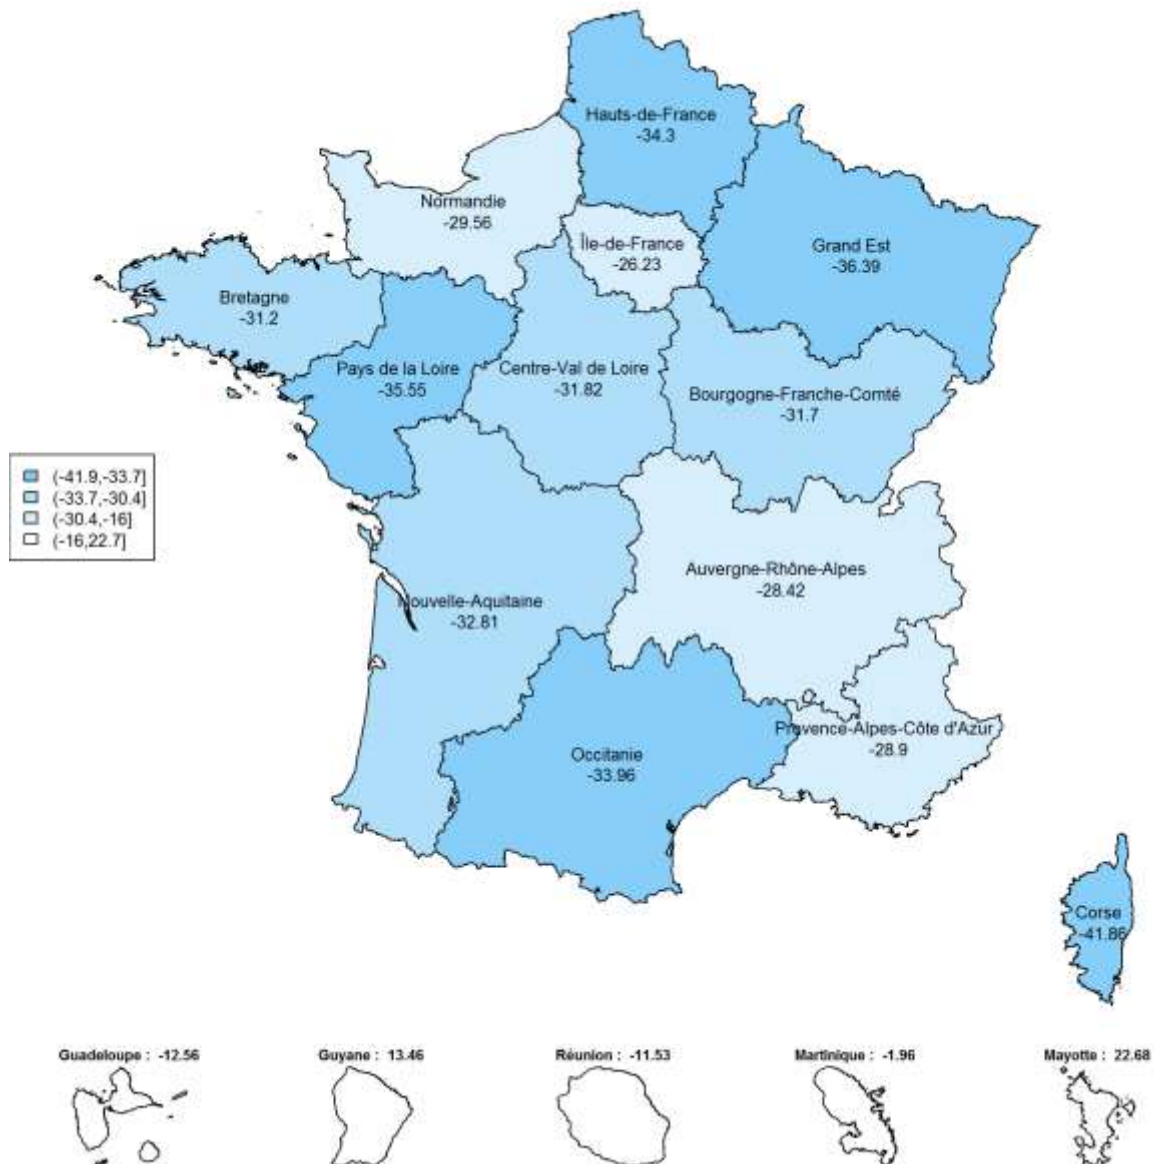 Hauts-de-France
-34.3
Normandie
-29.56
Île-de-France
-26.23
Grand Est
-36.39
Bretagne
-31.2
Pays de la Loire
-35.55
Centre-Val de Loire
-31.82
Bourgogne-Franche-Comté
-31.7
(-41.9,-33.7]
(-33.7,-30.4]
(-30.4,-16]
(-16,22.7]
Auvergne-Rhône-Alpes
-28.42
Nouvelle-Aquitaine
-32.81
Provence-Alpes-Côte d'Azur
-28.9
Occitanie
-33.96
Corse
-41.86
Guadeloupe : -12.56
Guyane : 13.46
Réunion : -11.53
Martinique : -1.96
Mayotte : 22.68